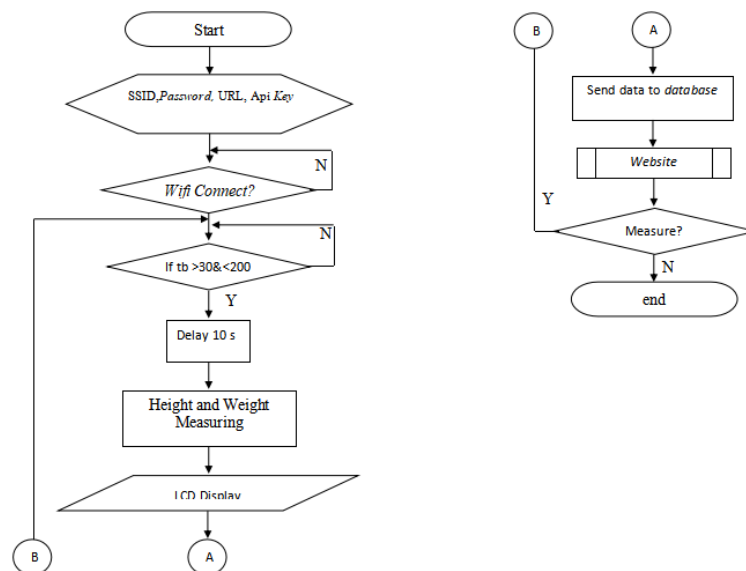 Start
SSID,Password, URL, Api Key
N
Wifi Connect?
N
If tb >30&<200
Y
Delay 10 s
Height and Weight
Measuring
LCD Display
B
A
B
A
Send data to database
Website
Y
Measure?
N
end